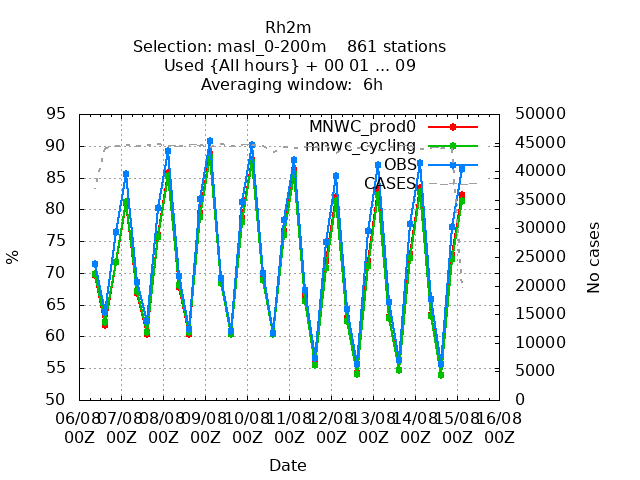 Rh2m
Selection: masl_0-200m    861 stations
Used {All hours} + 00 01 ... 09
Averaging window:  6h
MNWC_prod0
mnwc_cycling
OBS
CASES
95
90
85
80
75
70
65
60
55
50
%
50000
45000
40000
35000
30000
25000
20000
15000
10000
5000
0
No cases
06/08 07/08 08/08 09/08 10/08 11/08 12/08 13/08 14/08 15/08 16/08
00Z 00Z 00Z 00Z 00Z 00Z 00Z 00Z 00Z 00Z 00Z
Date